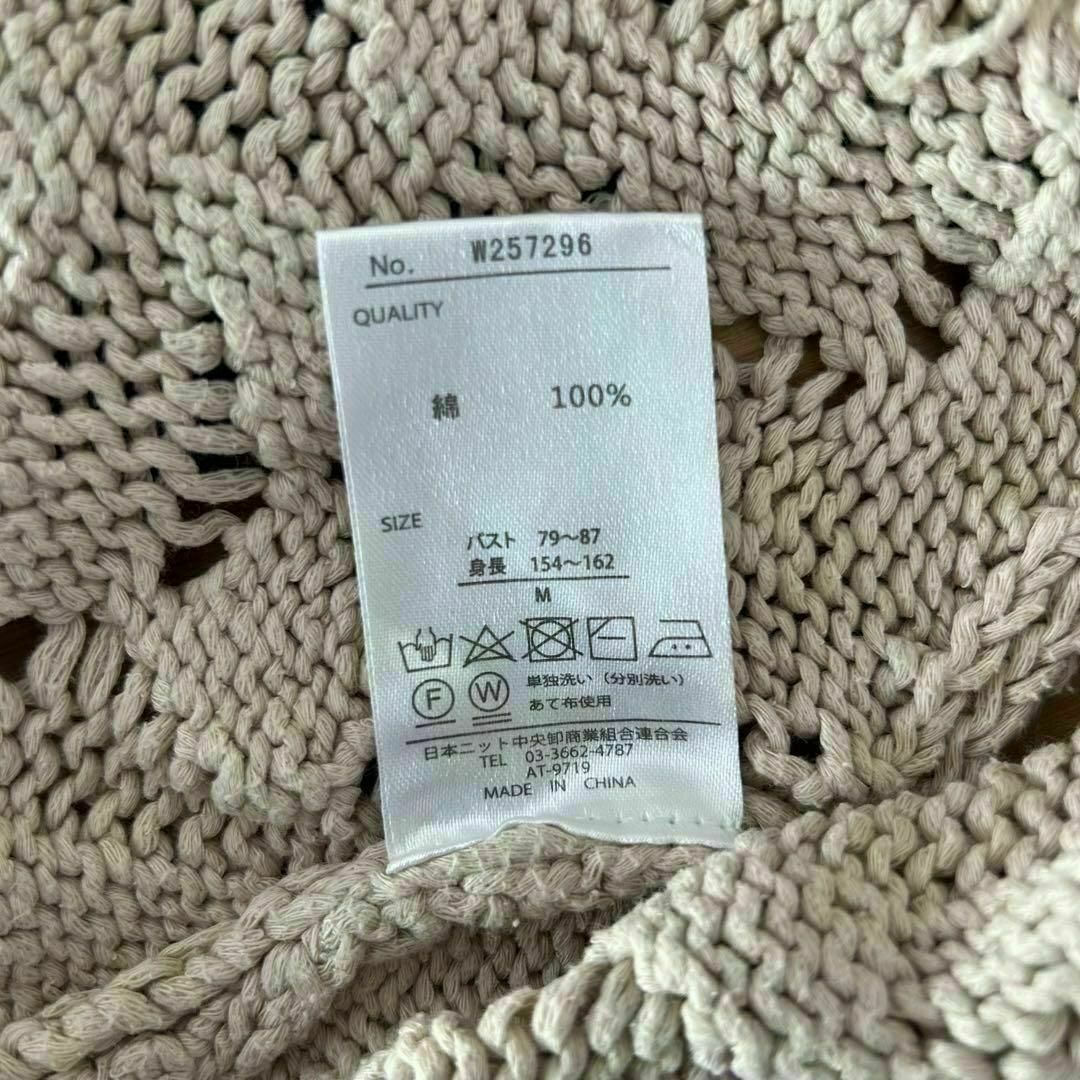 No. W257296
QUALITY
綿 100%
SIZE
バスト 79〜87
身長 154〜162
M
F W 単独洗い（分別洗い）
あて布使用
日本ニット中央卸商業組合連合会
TEL 03-3662-4787
AT-9719
MADE IN CHINA